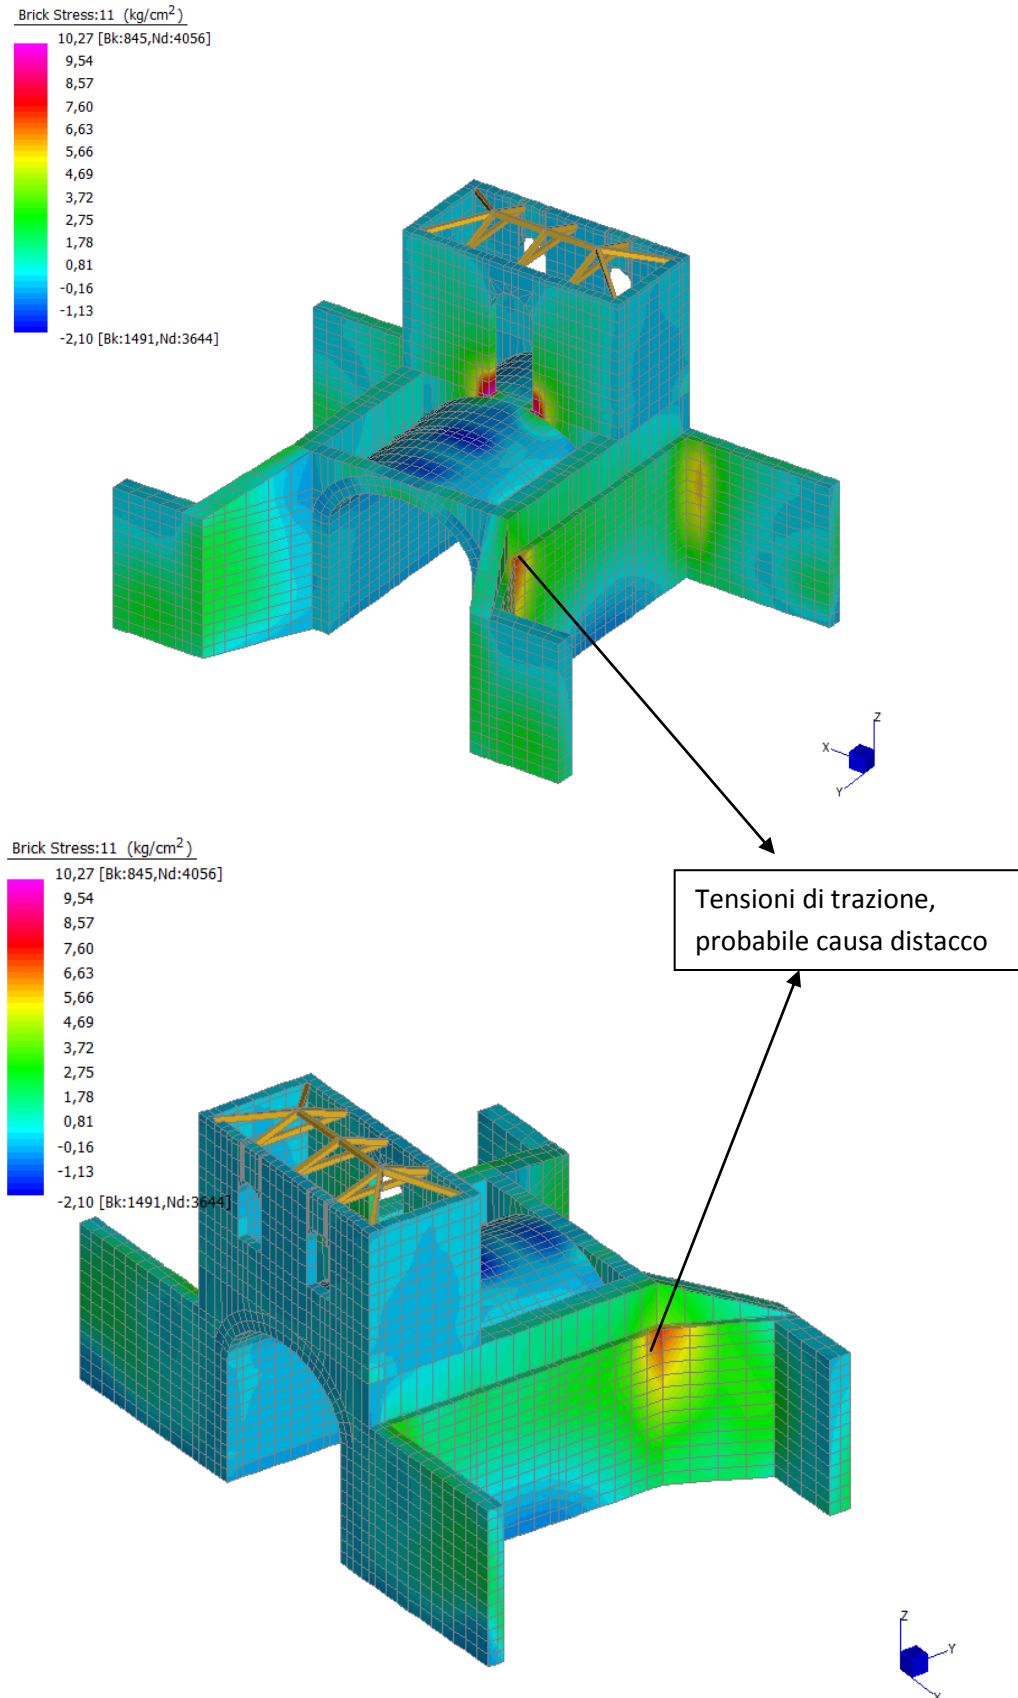 Brick Stress:11 (kg/cm²)
10,27 [Bk:845,Nd:4056]
9,54
8,57
7,60
6,63
5,66
4,69
3,72
2,75
1,78
0,81
-0,16
-1,13
-2,10 [Bk:1491,Nd:3644]
Z
X
Y
Brick Stress:11 (kg/cm²)
10,27 [Bk:845,Nd:4056]
9,54
8,57
7,60
6,63
5,66
4,69
3,72
2,75
1,78
0,81
-0,16
-1,13
-2,10 [Bk:1491,Nd:3644]
Tensioni di trazione,
probabile causa distacco
Z
Y